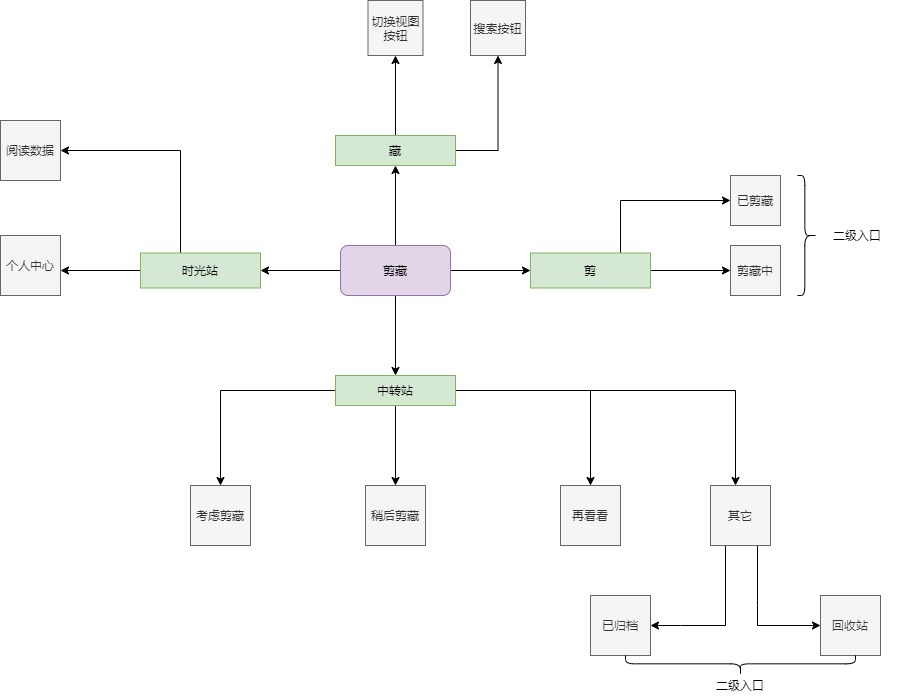 切换视图
按钮
搜索按钮
藏
阅读数据
已剪藏
二级入口
个人中心
时光站
剪藏
剪
剪藏中
中转站
考虑剪藏
稍后剪藏
再看看
其它
已归档
回收站
二级入口